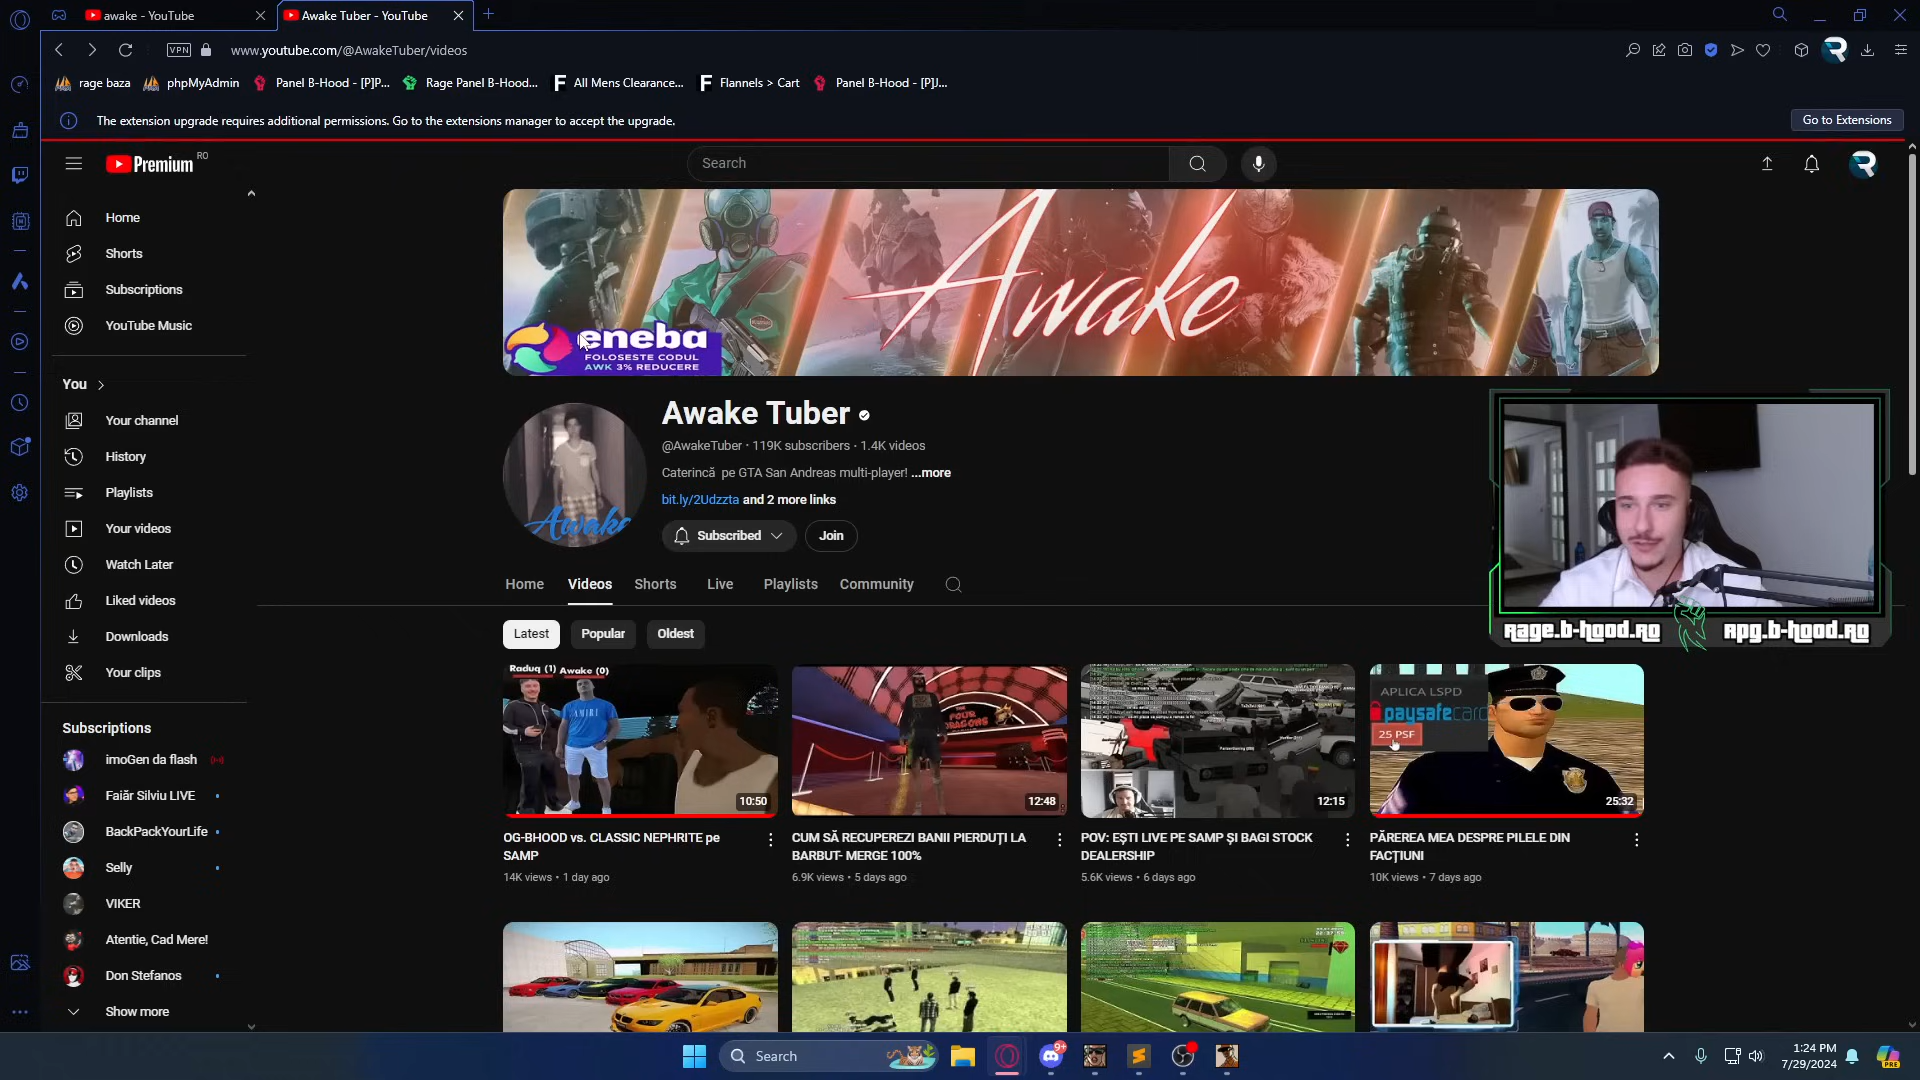 awake - YouTube
Awake Tuber - YouTube
VPN
www.youtube.com/@AwakeTuber/videos
rage baza
phpMyAdmin
Panel B-Hood - [P]P...
Rage Panel B-Hood...
All Mens Clearance...
Flannels > Cart
Panel B-Hood - [P]J...
The extension upgrade requires additional permissions. Go to the extensions manager to accept the upgrade.
Go to Extensions
Premium RO
Search
Home
Shorts
Subscriptions
YouTube Music
You
Your channel
History
Playlists
Your videos
Watch Later
Liked videos
Downloads
Your clips
Subscriptions
imoGen da flash
Faiăr Silviu LIVE
BackPackYourLife
Selly
VIKER
Atentie, Cad Mere!
Don Stefanos
Show more
Awake
eneba
FOLOSESTE CODUL
AWK 3% REDUCERE
Awake
Awake Tuber
@AwakeTuber · 119K subscribers · 1.4K videos
Caterincă pe GTA San Andreas multi-player! ...more
bit.ly/2Udzzta and 2 more links
Subscribed
Join
Home
Videos
Shorts
Live
Playlists
Community
Latest
Popular
Oldest
Rage.b-hood.RO
RPG.b-hood.RO
Raduq (1) Awake (0)
AMIRI
10:50
OG-BHOOD vs. CLASSIC NEPHRITE pe
SAMP
14K views · 1 day ago
THE
FOUR
DRAGONS
12:48
CUM SĂ RECUPEREZI BANII PIERDUȚI LA
BARBUT- MERGE 100%
6.9K views · 5 days ago
12:15
POV: EȘTI LIVE PE SAMP ȘI BAGI STOCK
DEALERSHIP
5.6K views · 6 days ago
APLICA LSPD
paysafecard
25 PSF
25:32
PĂREREA MEA DESPRE PILELE DIN
FACȚIUNI
10K views · 7 days ago
Search
9+
1:24 PM
7/29/2024
PRE